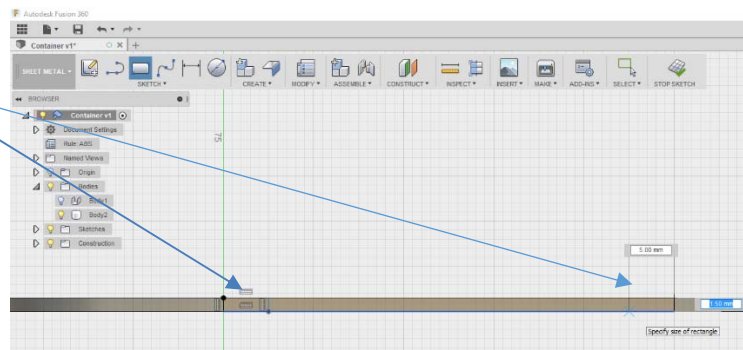 Autodesk Fusion 360
Container v1*
SHEET METAL
SKETCH
CREATE
MODIFY
ASSEMBLE
CONSTRUCT
INSPECT
INSERT
MAKE
ADD-INS
SELECT
STOP SKETCH
BROWSER
Container v1
Document Settings
Rule: ABS
Named Views
Origin
Bodies
Body1
Body2
Sketches
Construction
75
5.00 mm
1.50 mm
Specify size of rectangle